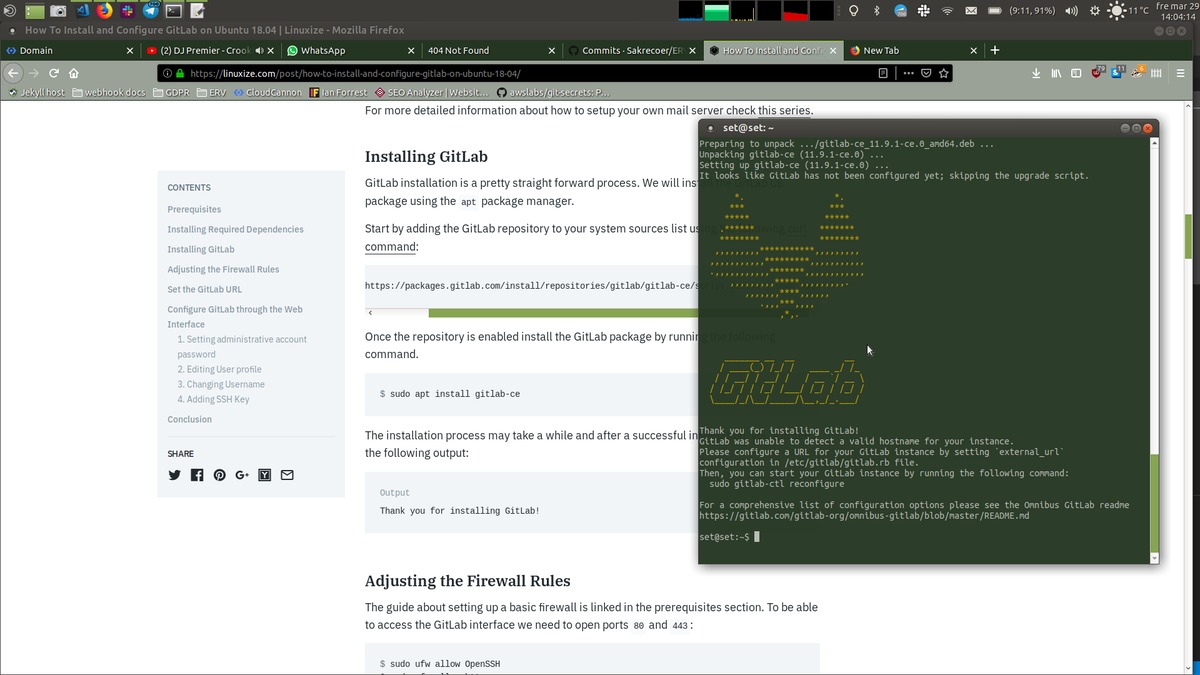 (9:11, 91%)
11°C
fre mar 29
14:04:14
How To Install and Configure GitLab on Ubuntu 18.04 | Linuxize - Mozilla Firefox
Domain
(2) DJ Premier - Crook
WhatsApp
404 Not Found
Commits · Sakrecoer/ER
How To Install and Confi
New Tab
https://linuxize.com/post/how-to-install-and-configure-gitlab-on-ubuntu-18-04/
Jekyll host
webhook docs
GDPR
ERV
CloudCannon
Ian Forrest
SEO Analyzer | Websit…
awslabs/git-secrets: P…
For more detailed information about how to setup your own mail server check this series.
CONTENTS
Prerequisites
Installing Required Dependencies
Installing GitLab
Adjusting the Firewall Rules
Set the GitLab URL
Configure GitLab through the Web
Interface
1. Setting administrative account
password
2. Editing User profile
3. Changing Username
4. Adding SSH Key
Conclusion
SHARE
Installing GitLab
GitLab installation is a pretty straight forward process. We will
package using the apt package manager.
Start by adding the GitLab repository to your system sources list
command:
https://packages.gitlab.com/install/repositories/gitlab/gitlab-ce/
Once the repository is enabled install the GitLab package by running the following
command.
$ sudo apt install gitlab-ce
The installation process may take a while and after a successful
the following output:
Output
Thank you for installing GitLab!
Adjusting the Firewall Rules
The guide about setting up a basic firewall is linked in the prerequisites section. To be able
to access the GitLab interface we need to open ports 80 and 443:
$ sudo ufw allow OpenSSH
set@set: ~
Preparing to unpack .../gitlab-ce_11.9.1-ce.0_amd64.deb ...
Unpacking gitlab-ce (11.9.1-ce.0) ...
Setting up gitlab-ce (11.9.1-ce.0) ...
It looks like GitLab has not been configured yet; skipping the upgrade script.
Thank you for installing GitLab!
GitLab was unable to detect a valid hostname for your instance.
Please configure a URL for your GitLab instance by setting `external_url`
configuration in /etc/gitlab/gitlab.rb file.
Then, you can start your GitLab instance by running the following command:
sudo gitlab-ctl reconfigure
For a comprehensive list of configuration options please see the Omnibus GitLab readme
https://gitlab.com/gitlab-org/omnibus-gitlab/blob/master/README.md
set@set:~$